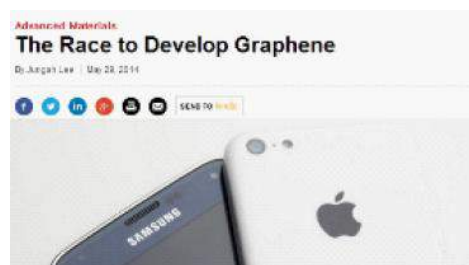 Advanced Materials
The Race to Develop Graphene
By Jungah Lee | May 29, 2014
SEND TO
SAMSUNG